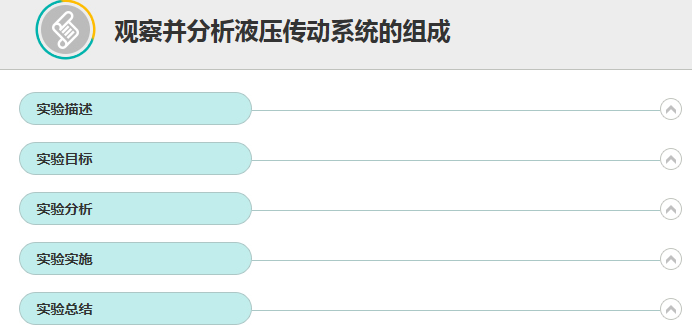 观察并分析液压传动系统的组成
实验描述
实验目标
实验分析
实验实施
实验总结